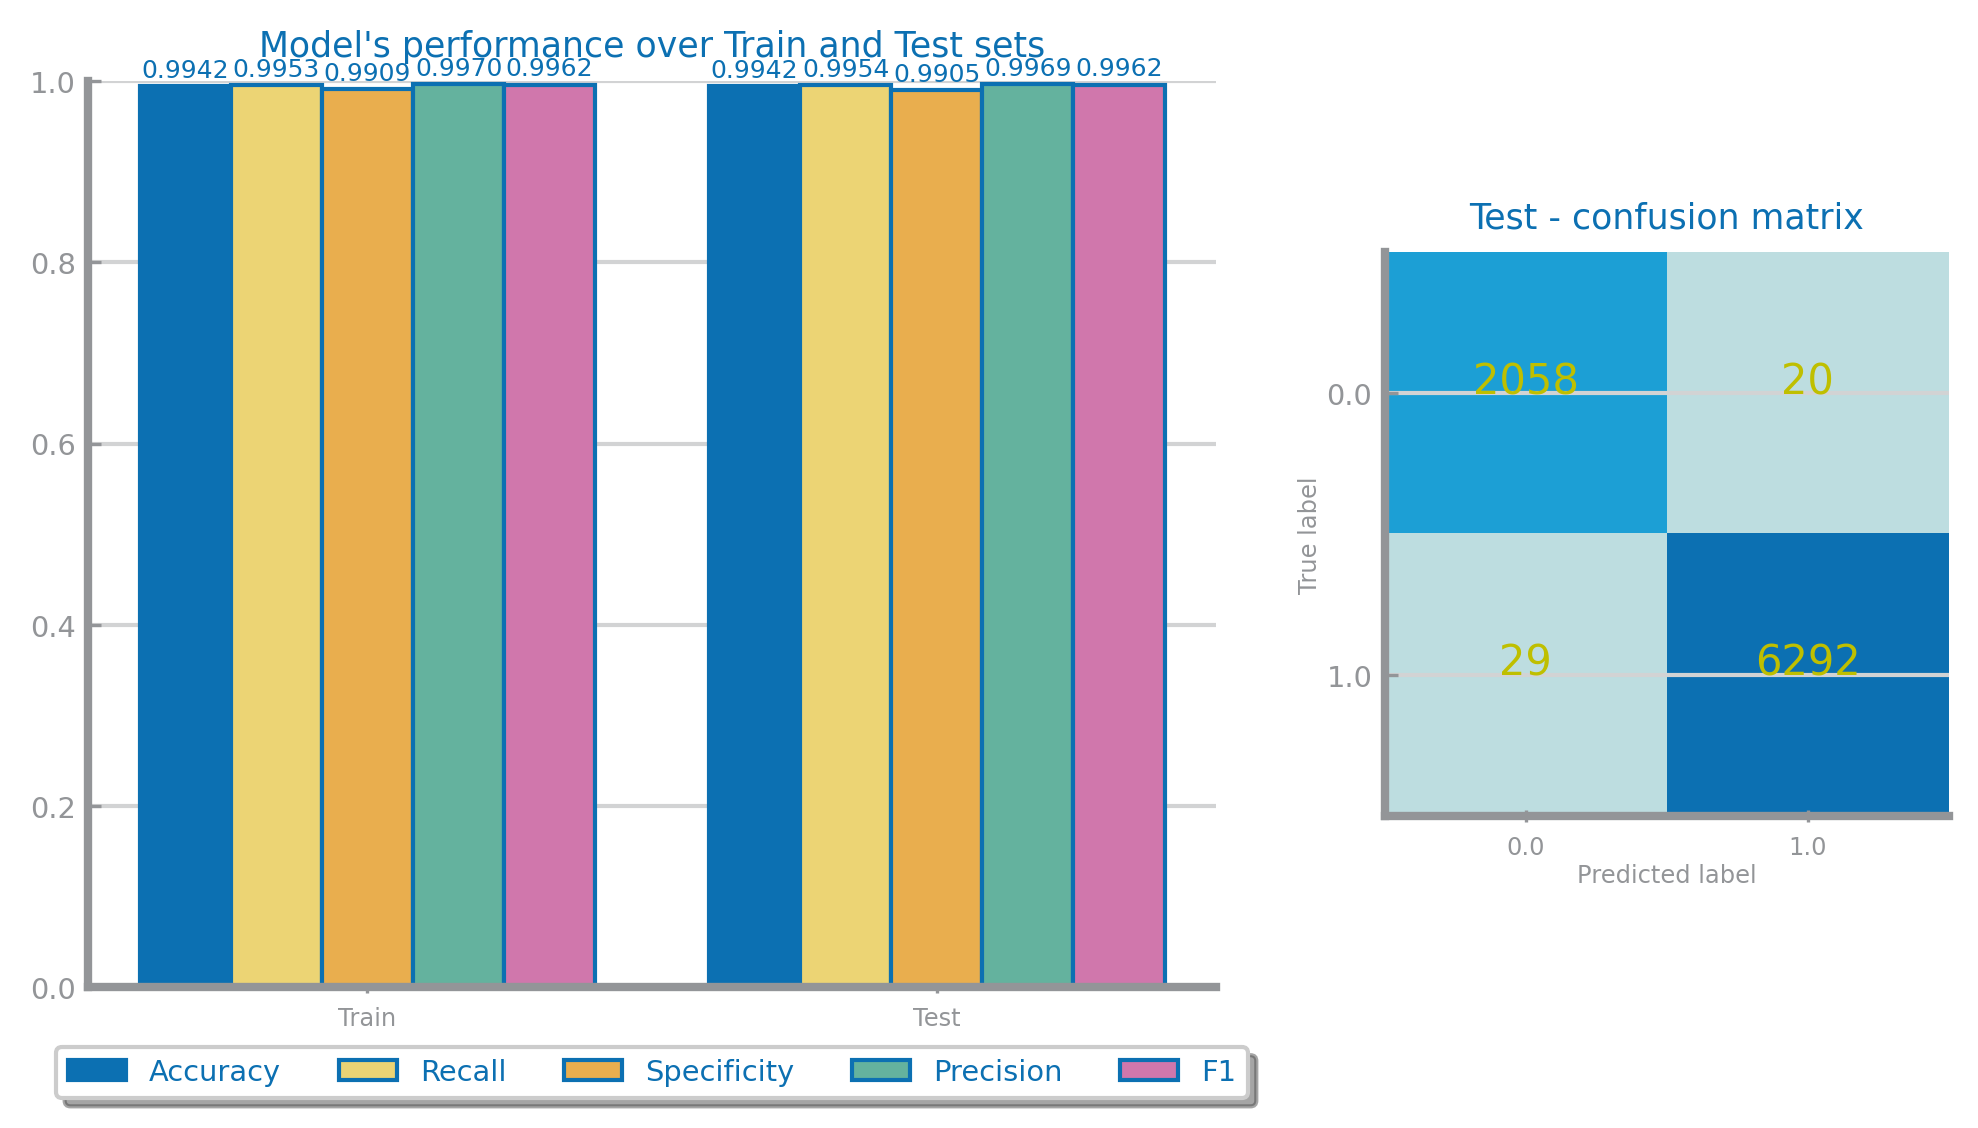 Model's performance over Train and Test sets
0.9942 0.9953 0.9909 0.9970 0.9962 0.9942 0.9954 0.9905 0.9969 0.9962
1.0
0.8
0.6
0.4
0.2
0.0
Train Test
Accuracy Recall Specificity Precision F1
Test - confusion matrix
2058 20
0.0
True label
29 6292
1.0
0.0 1.0
Predicted label